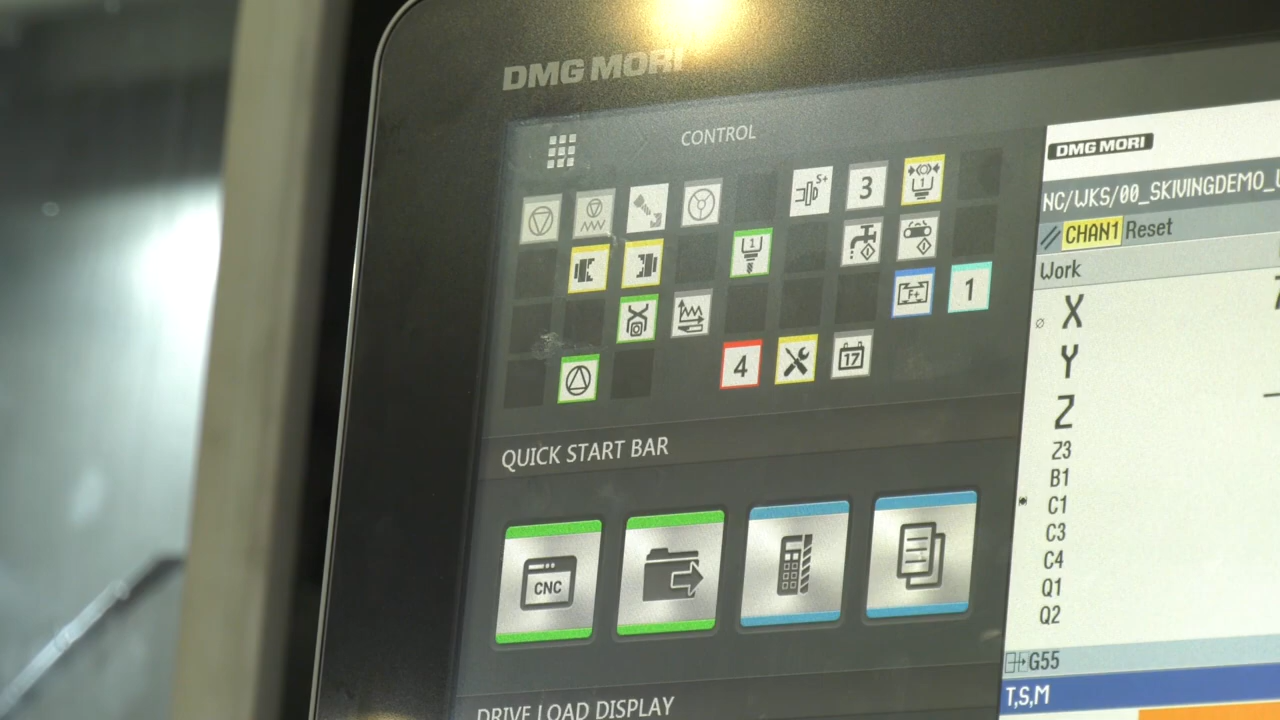 DMG MORI
CONTROL
S+
3
1
1
F+
1
4
17
QUICK START BAR
CNC
DRIVE LOAD DISPLAY
DMG MORI
NC/WKS/00_SKIVINGDEMO_
CHAN1 Reset
Work
X
Y
Z
Z3
B1
C1
C3
C4
Q1
Q2
G55
T,S,M